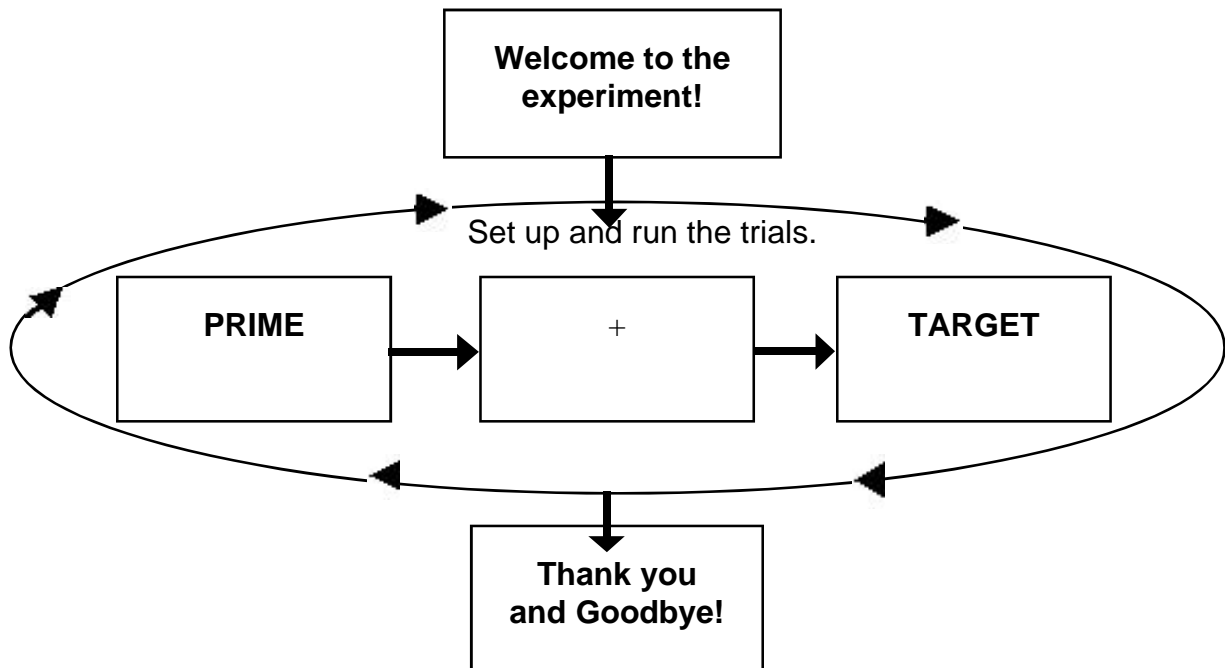 Welcome to the
experiment!
Set up and run the trials.
PRIME
+
TARGET
Thank you
and Goodbye!